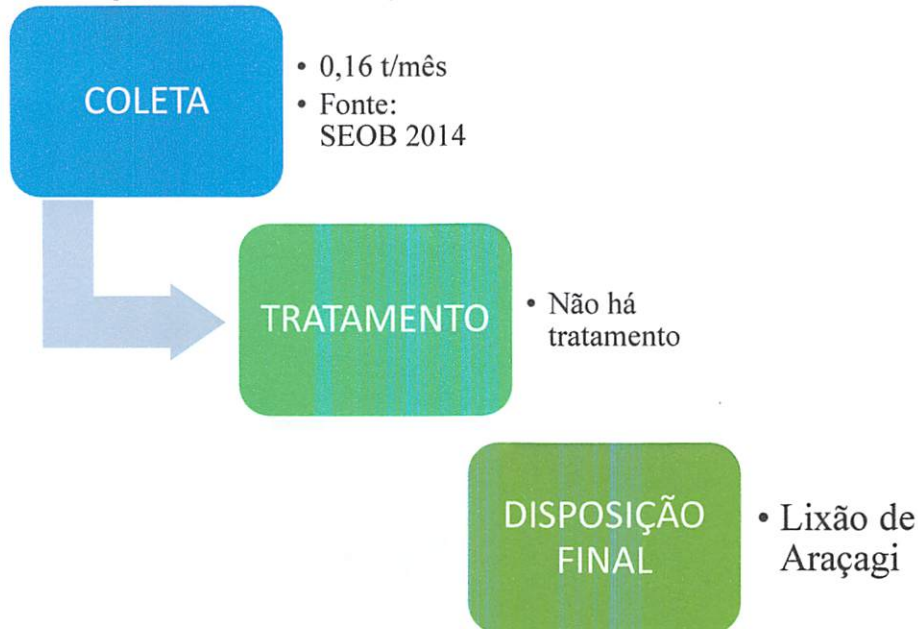 COLETA
• 0,16 t/mês
• Fonte:
SEOB 2014
TRATAMENTO
• Não há
tratamento
DISPOSIÇÃO
FINAL
• Lixão de
Araçagi